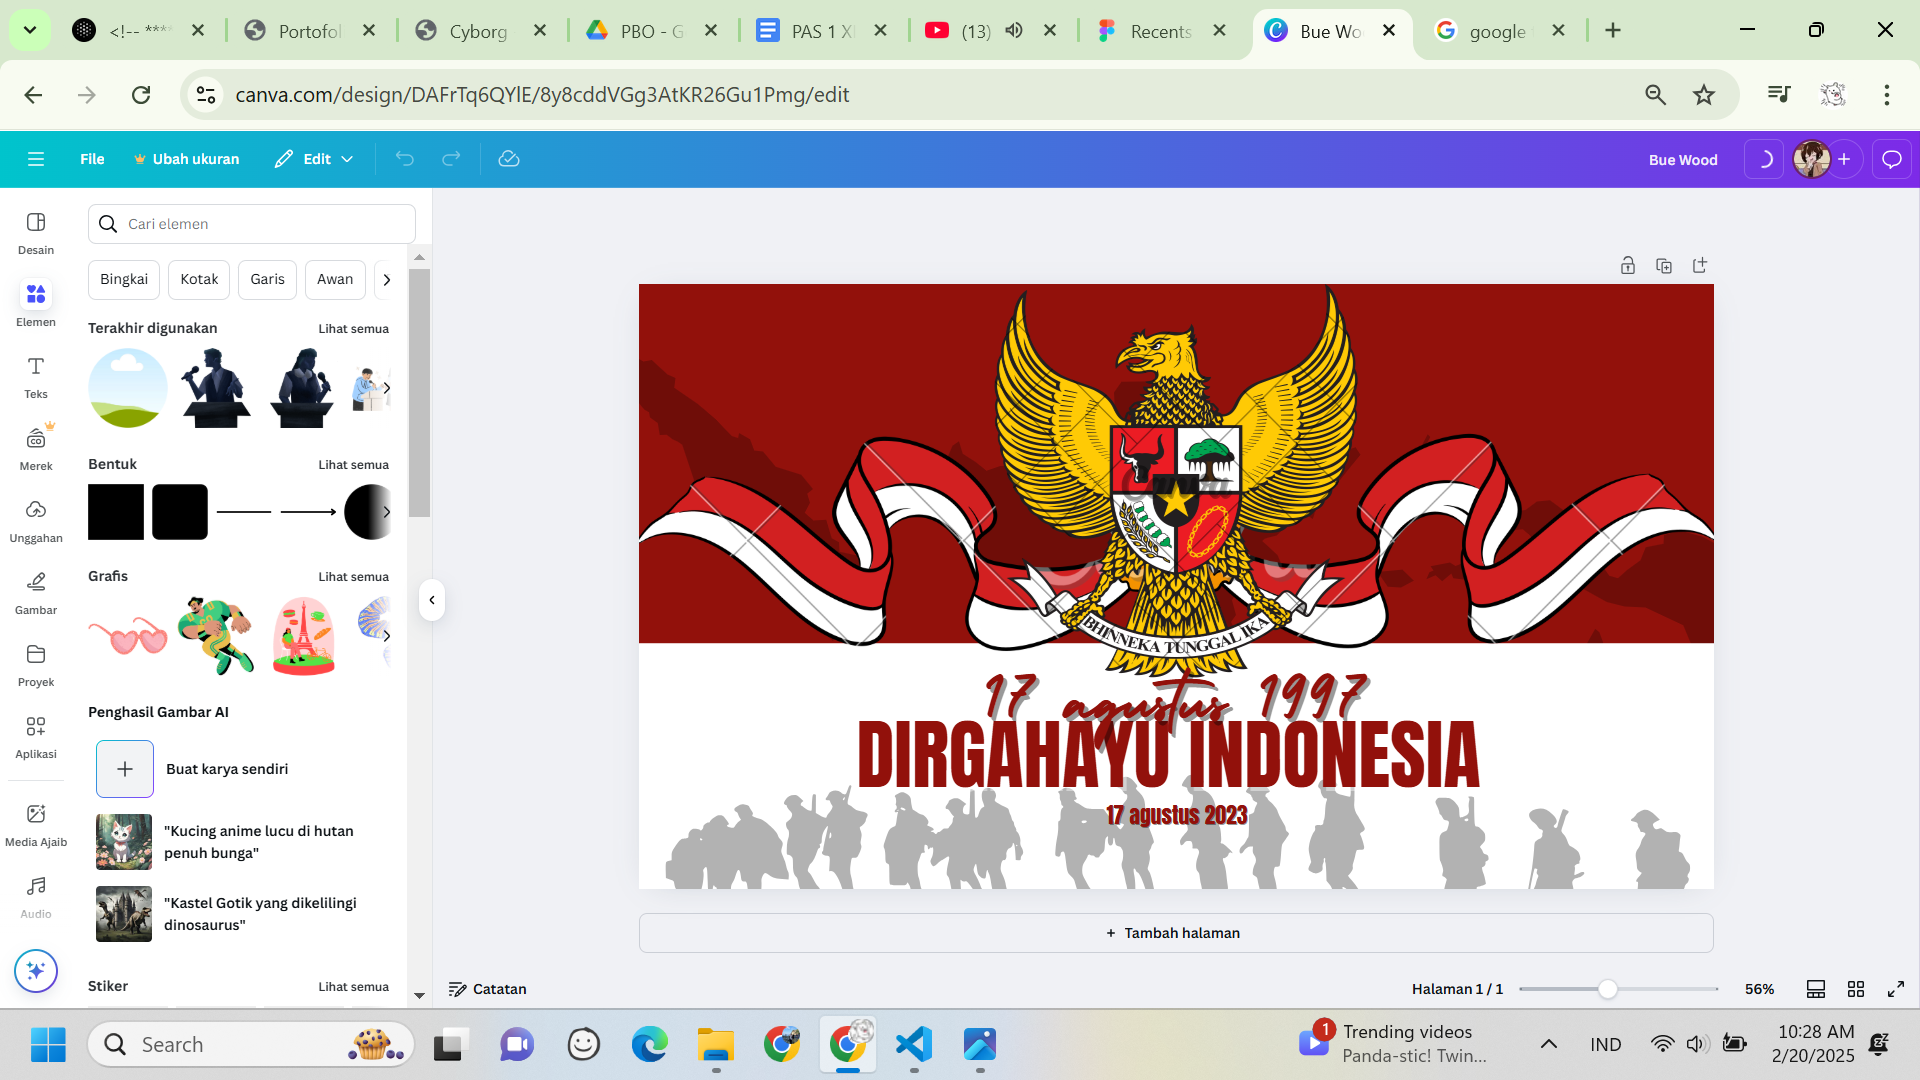 <!-- ****
Portofol
Cyborg
PBO - G
PAS 1 X
(13)
Recents
Bue Wo
google
canva.com/design/DAFrTq6QYlE/8y8cddVGg3AtKR26Gu1Pmg/edit
File
Ubah ukuran
Edit
Bue Wood
Desain
Elemen
Teks
Merek
Unggahan
Gambar
Proyek
Aplikasi
Media Ajaib
Audio
Cari elemen
Bingkai
Kotak
Garis
Awan
Terakhir digunakan
Lihat semua
Bentuk
Lihat semua
Grafis
Lihat semua
Penghasil Gambar AI
Buat karya sendiri
"Kucing anime lucu di hutan
penuh bunga"
"Kastel Gotik yang dikelilingi
dinosaurus"
Stiker
Lihat semua
BHINNEKA TUNGGAL IKA
17 agustus 1997
DIRGAHAYU INDONESIA
17 agustus 2023
+ Tambah halaman
Catatan
Halaman 1 / 1
56%
Search
1
Trending videos
Panda-stic! Twin...
IND
10:28 AM
2/20/2025